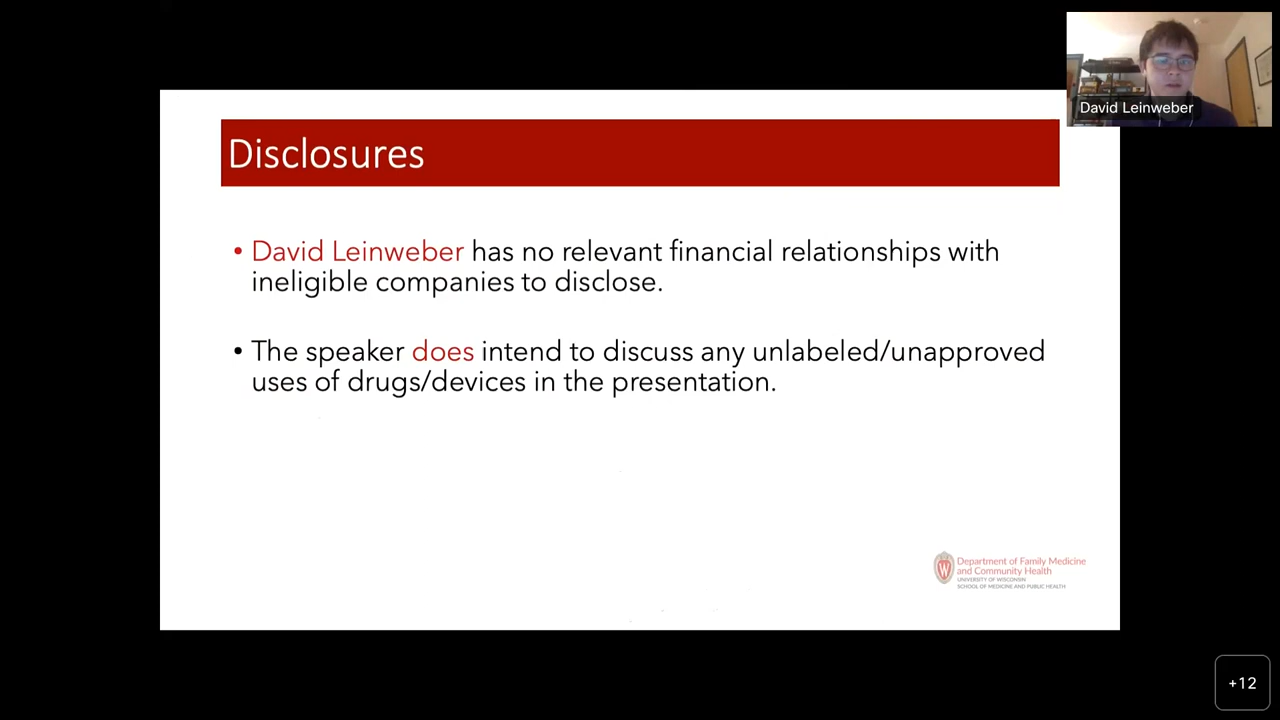 David Leinweber
Disclosures
• David Leinweber has no relevant financial relationships with
ineligible companies to disclose.
• The speaker does intend to discuss any unlabeled/unapproved
uses of drugs/devices in the presentation.
W
Department of Family Medicine
and Community Health
UNIVERSITY OF WISCONSIN
SCHOOL OF MEDICINE AND PUBLIC HEALTH
+12